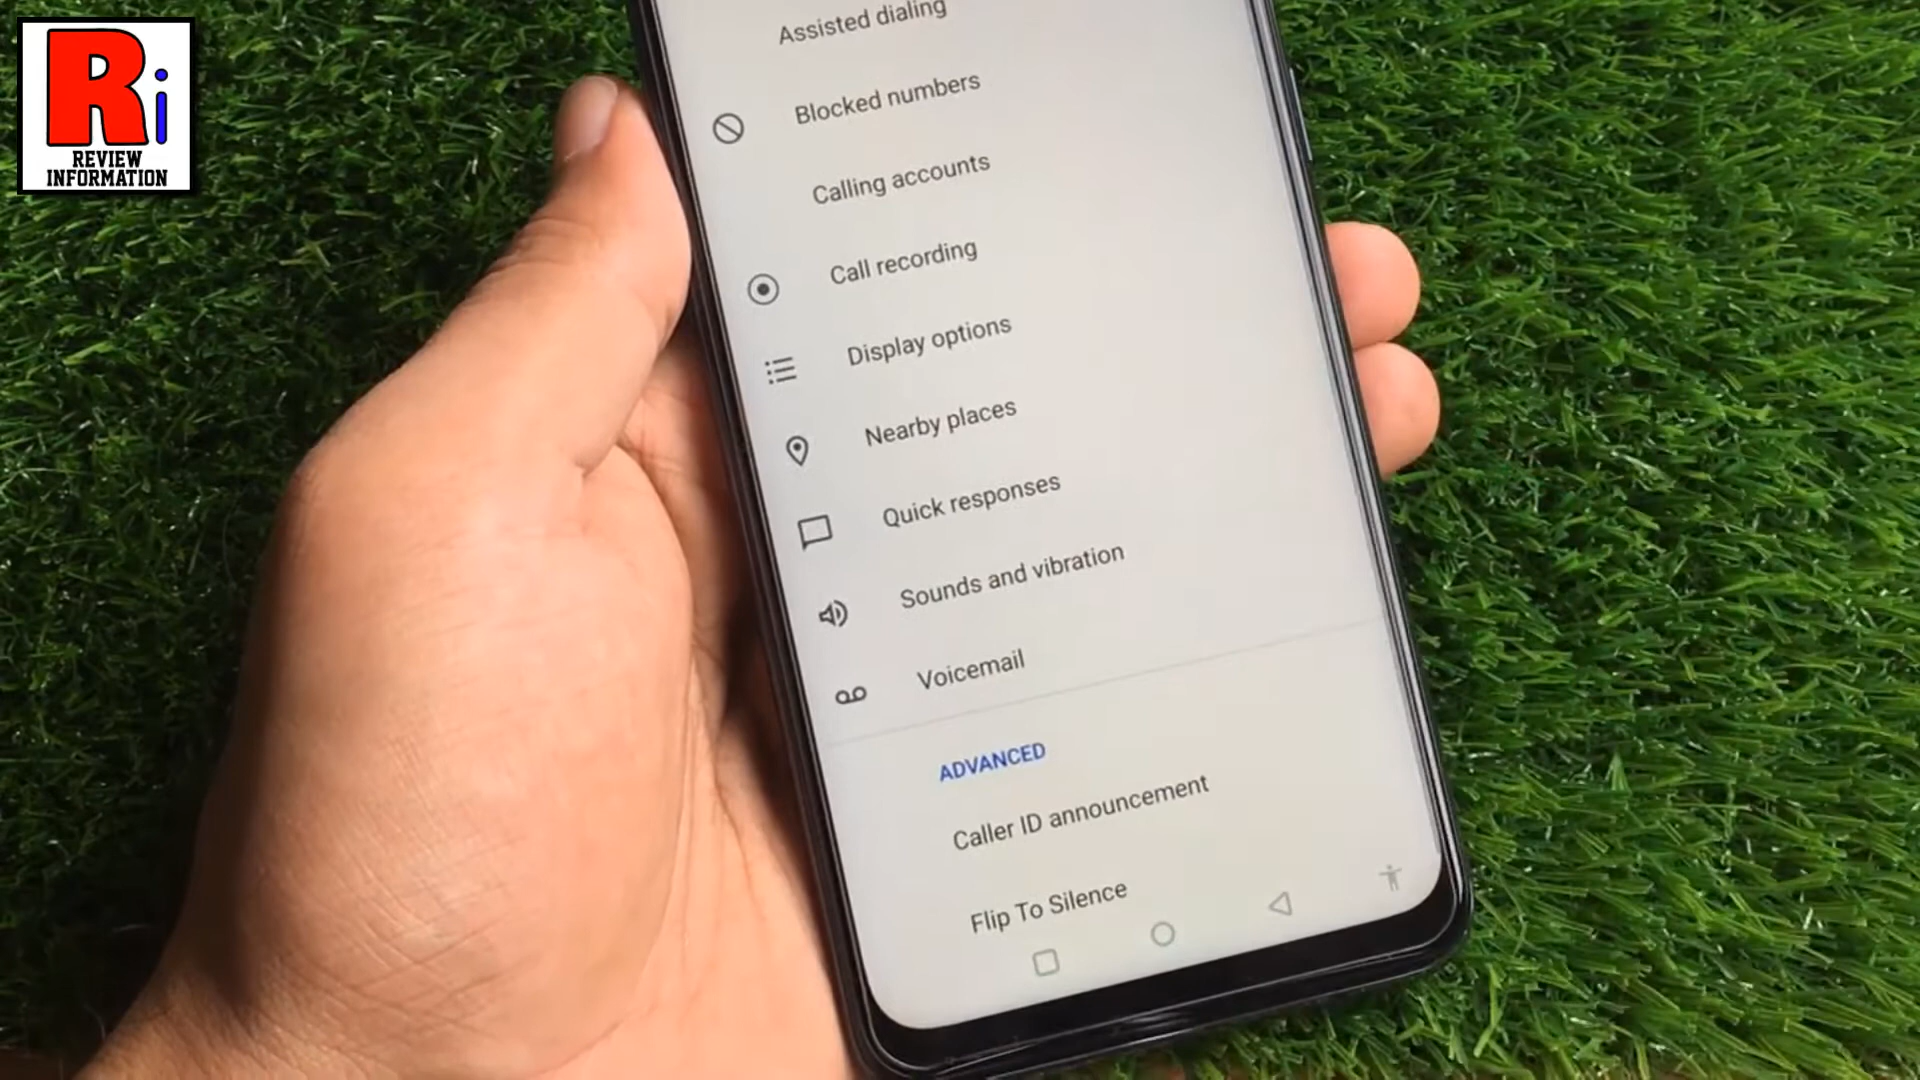 Ri
REVIEW
INFORMATION
Assisted dialing
Blocked numbers
Calling accounts
Call recording
Display options
Nearby places
Quick responses
Sounds and vibration
Voicemail
ADVANCED
Caller ID announcement
Flip To Silence